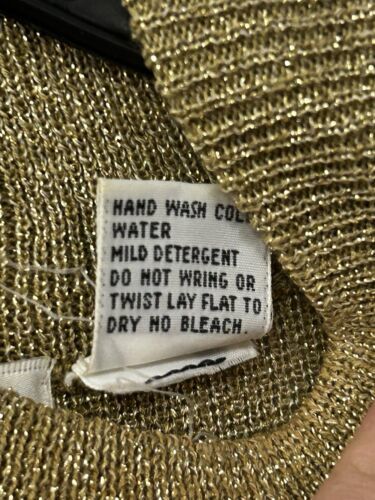 HAND WASH COL
WATER
MILD DETERGENT
DO NOT WRING OR
TWIST LAY FLAT TO
DRY NO BLEACH.